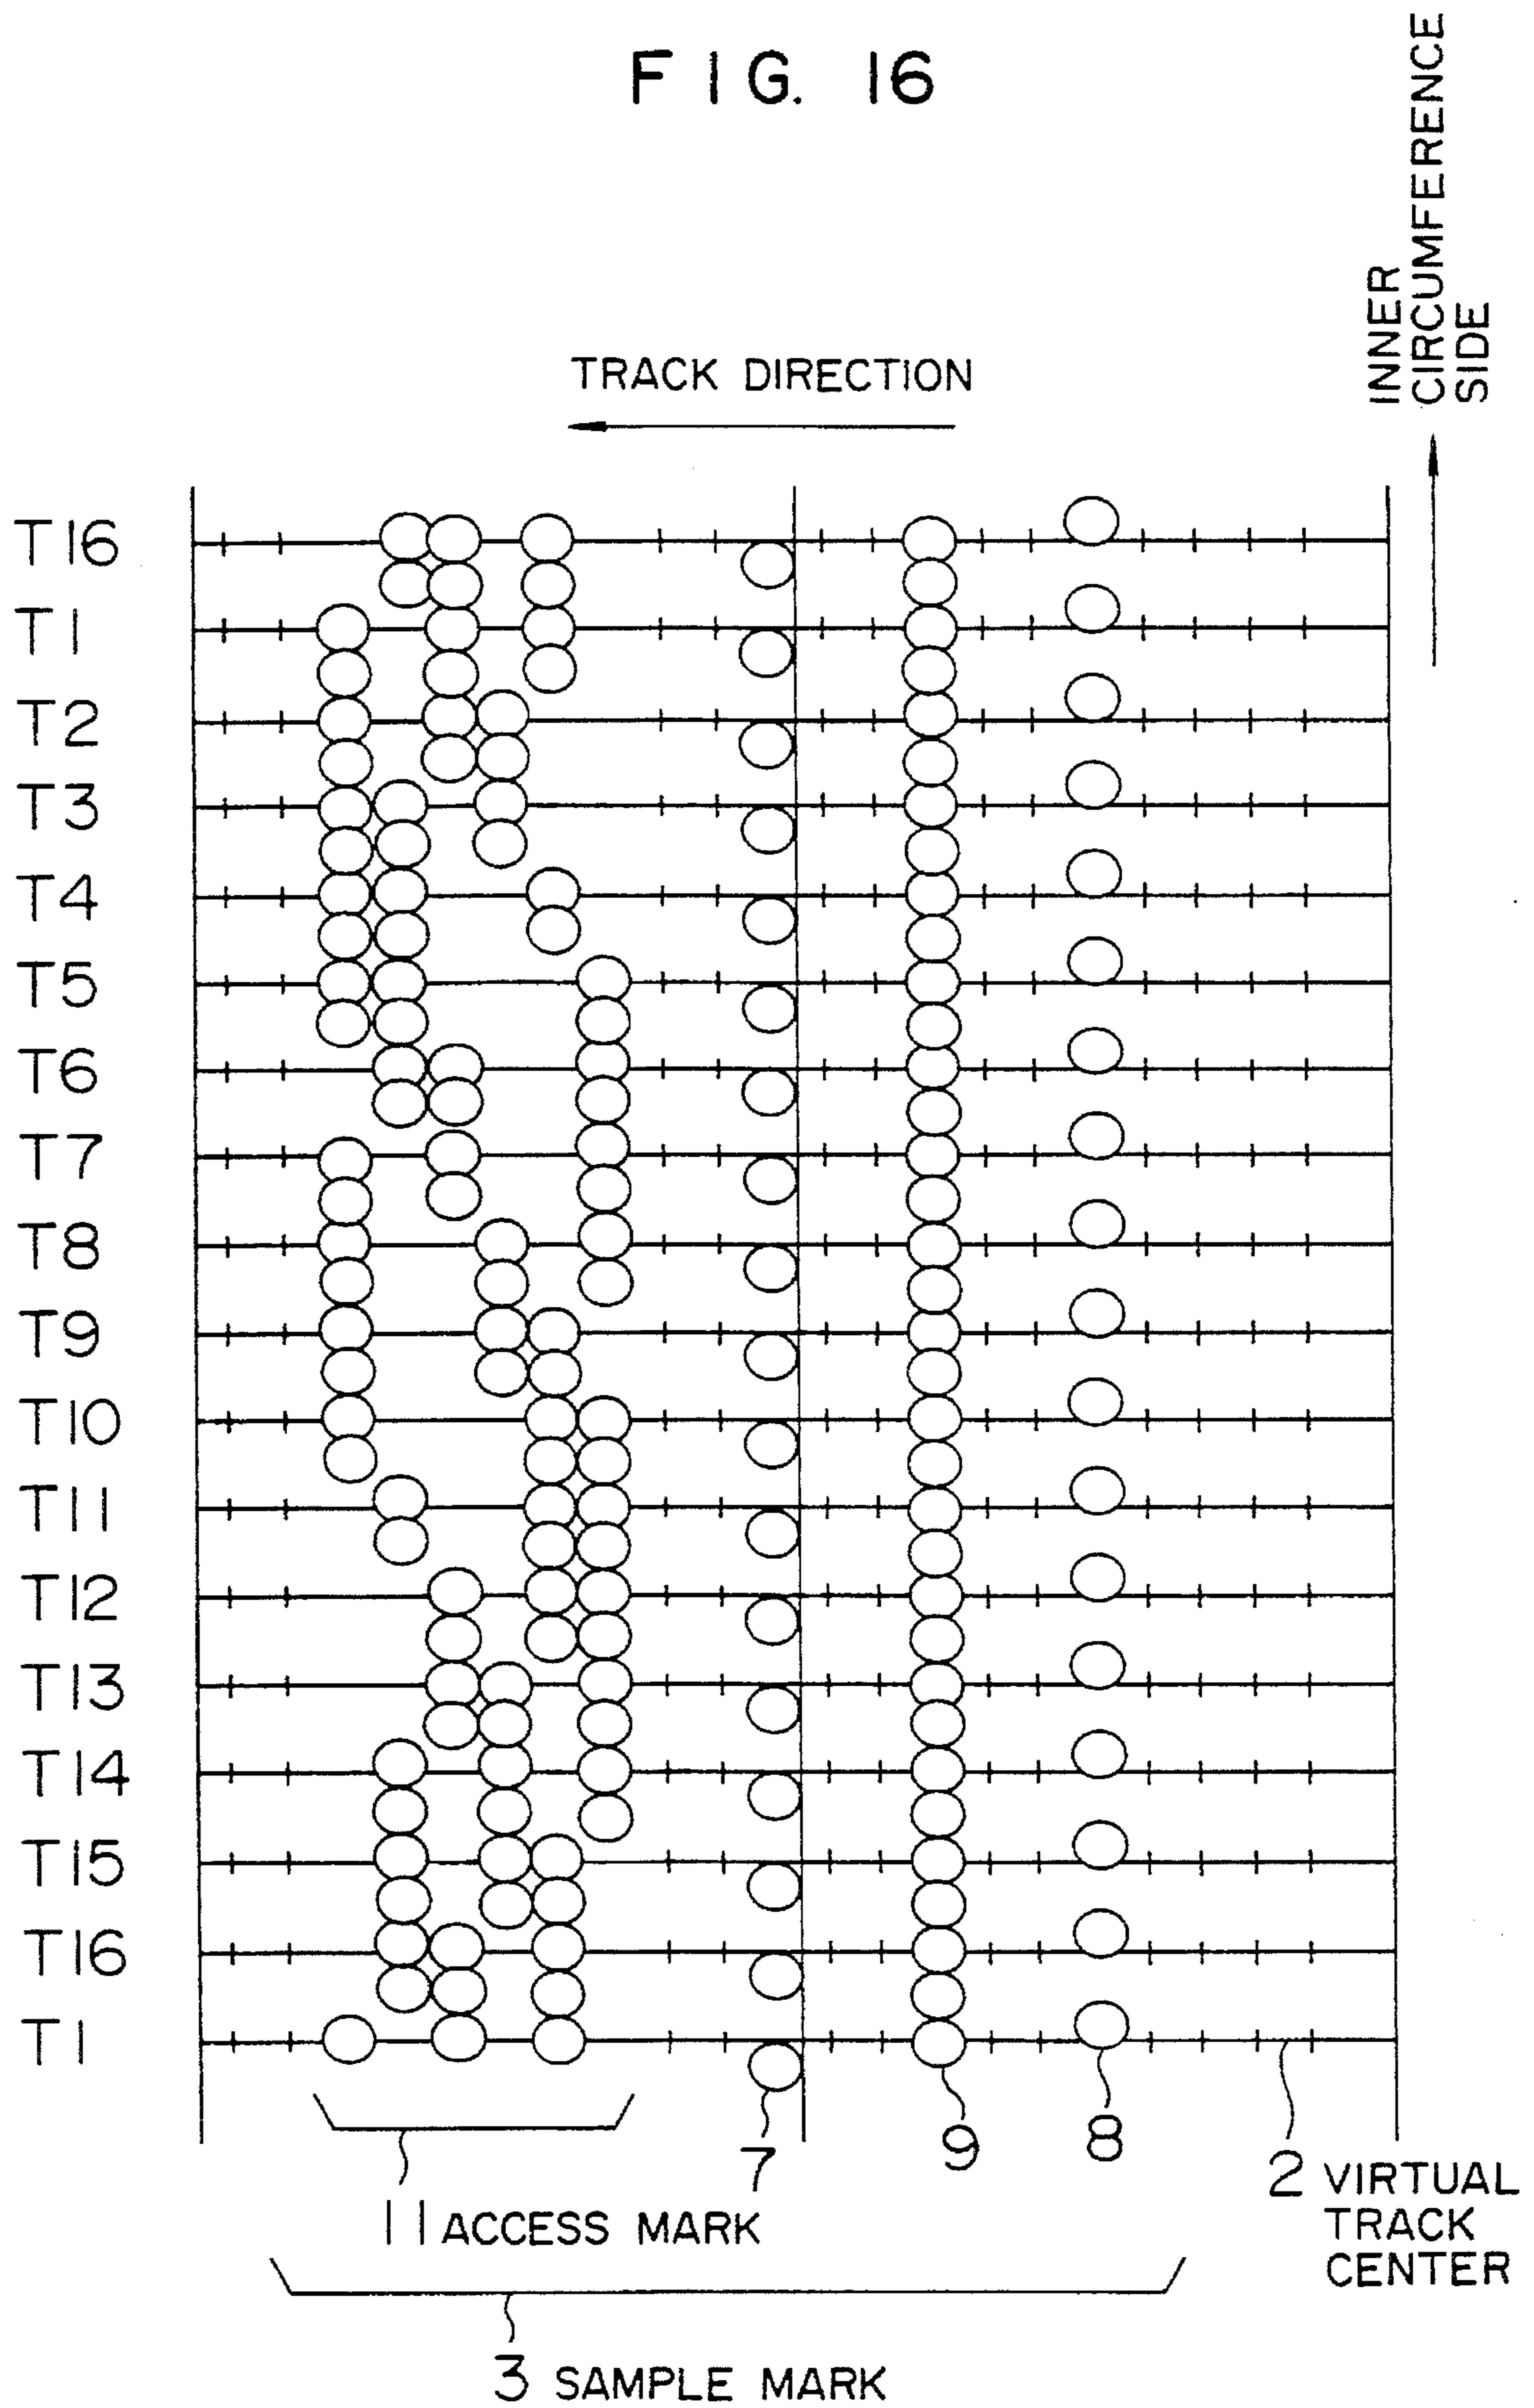 FIG. 16
INNER
CIRCUMFERENCE
SIDE
TRACK DIRECTION
T16
T1
T2
T3
T4
T5
T6
T7
T8
T9
T10
T11
T12
T13
T14
T15
T16
T1
7
9
8
2 VIRTUAL
TRACK
CENTER
11 ACCESS MARK
3 SAMPLE MARK